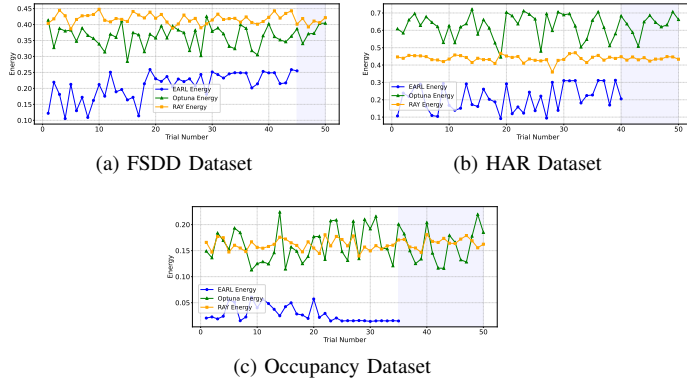 0.45
0.40
0.35
0.30
0.25
0.20
0.15
0.10
Energy
EARL Energy
Optuna Energy
RAY Energy
0 10 20 30 40 50
Trial Number
(a) FSDD Dataset
0.7
0.6
0.5
0.4
0.3
0.2
0.1
Energy
EARL Energy
Optuna Energy
RAY Energy
0 10 20 30 40 50
Trial Number
(b) HAR Dataset
0.20
0.15
0.10
0.05
Energy
EARL Energy
Optuna Energy
RAY Energy
0 10 20 30 40 50
Trial Number
(c) Occupancy Dataset